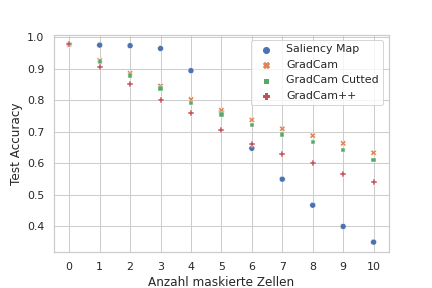 1.0
0.9
0.8
0.7
0.6
0.5
0.4
Test Accuracy
Saliency Map
GradCam
GradCam Cutted
GradCam++
0 1 2 3 4 5 6 7 8 9 10
Anzahl maskierte Zellen